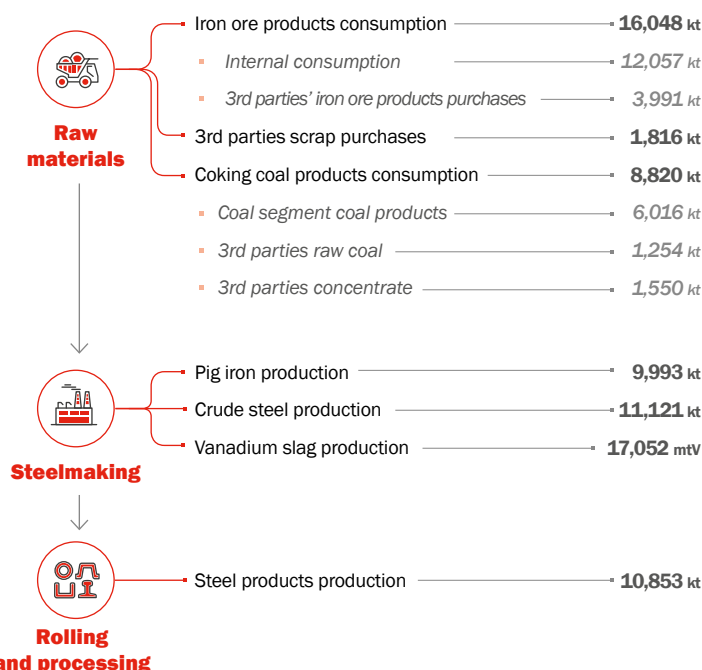 Iron ore products consumption 16,048 kt
Internal consumption 12,057 kt
3rd parties' iron ore products purchases 3,991 kt
Raw
materials
3rd parties scrap purchases 1,816 kt
Coking coal products consumption 8,820 kt
Coal segment coal products 6,016 kt
3rd parties raw coal 1,254 kt
3rd parties concentrate 1,550 kt
Pig iron production 9,993 kt
Crude steel production 11,121 kt
Vanadium slag production 17,052 mtV
Steelmaking
Steel products production 10,853 kt
Rolling
and processing